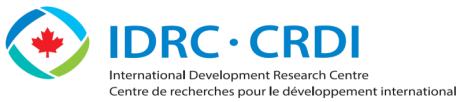 IDRC · CRDI
International Development Research Centre
Centre de recherches pour le développement international